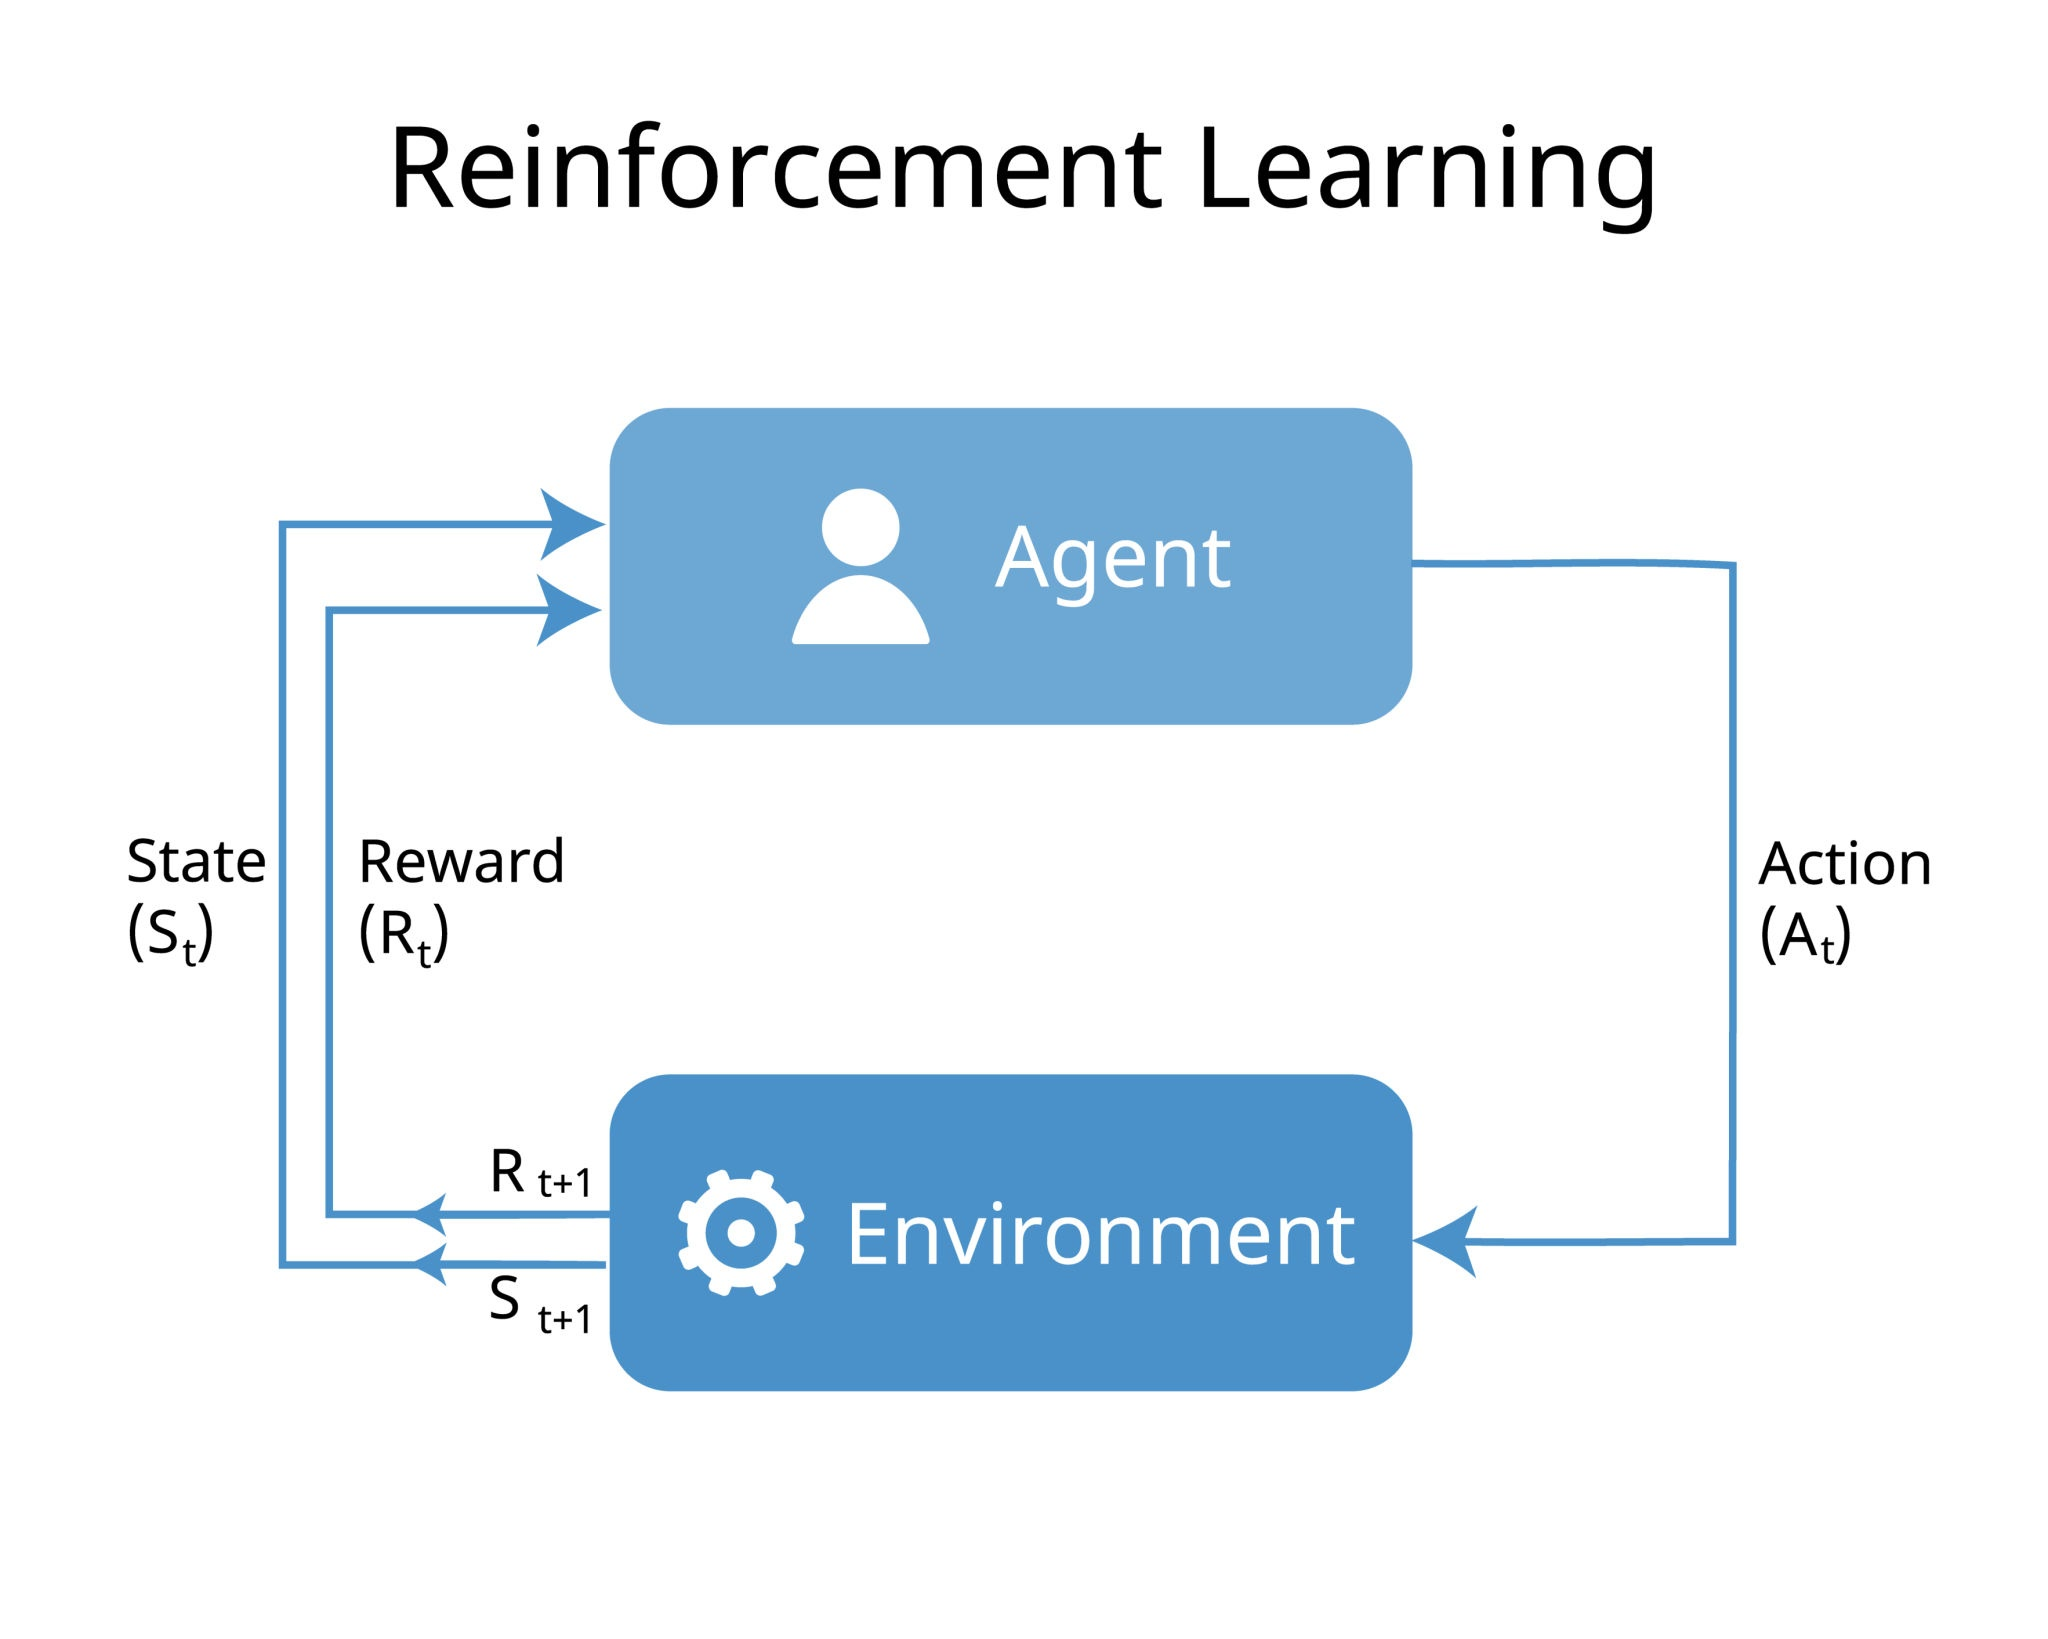 Reinforcement Learning
Agent
State
(St)
Reward
(Rt)
Action
(At)
R t+1
Environment
S t+1